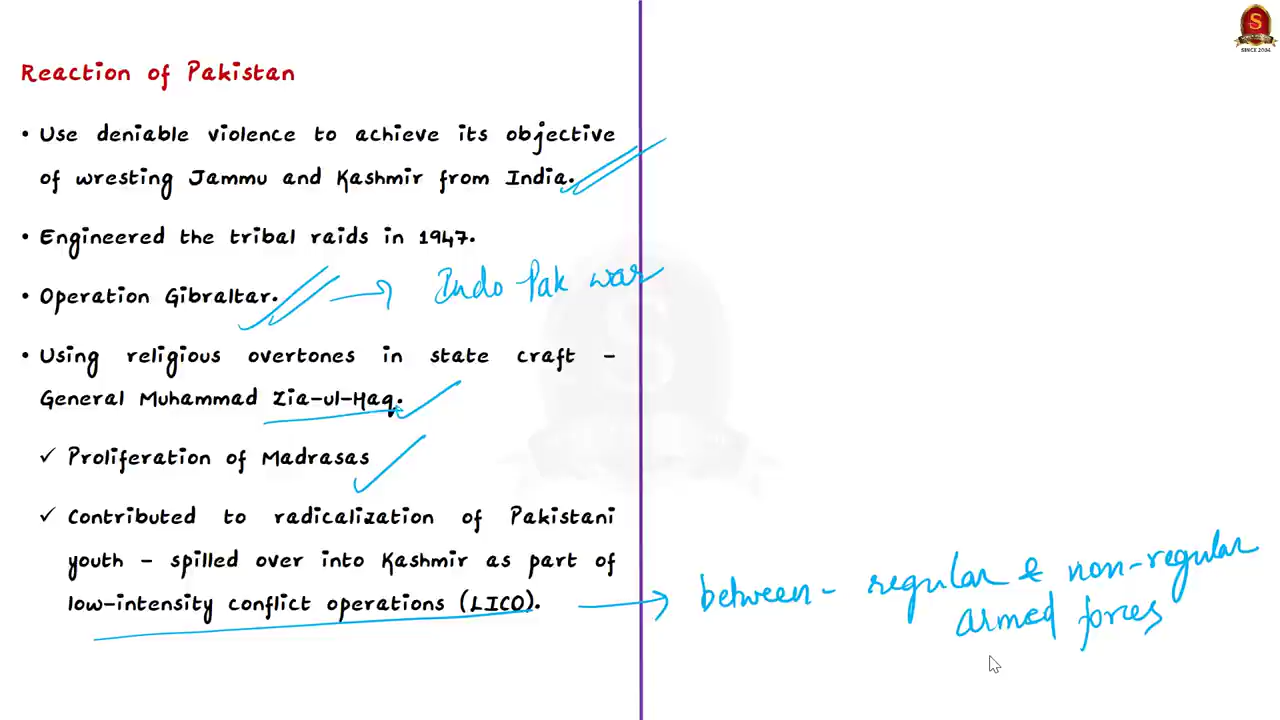 Reaction of Pakistan
• Use deniable violence to achieve its objective
of wresting Jammu and Kashmir from India.
• Engineered the tribal raids in 1947.
• Operation Gibraltar. → Indo Pak war
• Using religious overtones in state craft –
General Muhammad Zia-ul-Haq.
✓ Proliferation of Madrasas
✓ Contributed to radicalization of Pakistani
youth – spilled over into Kashmir as part of
low-intensity conflict operations (LICO). → between - regular & non-regular
armed forces
S
SINCE 2004